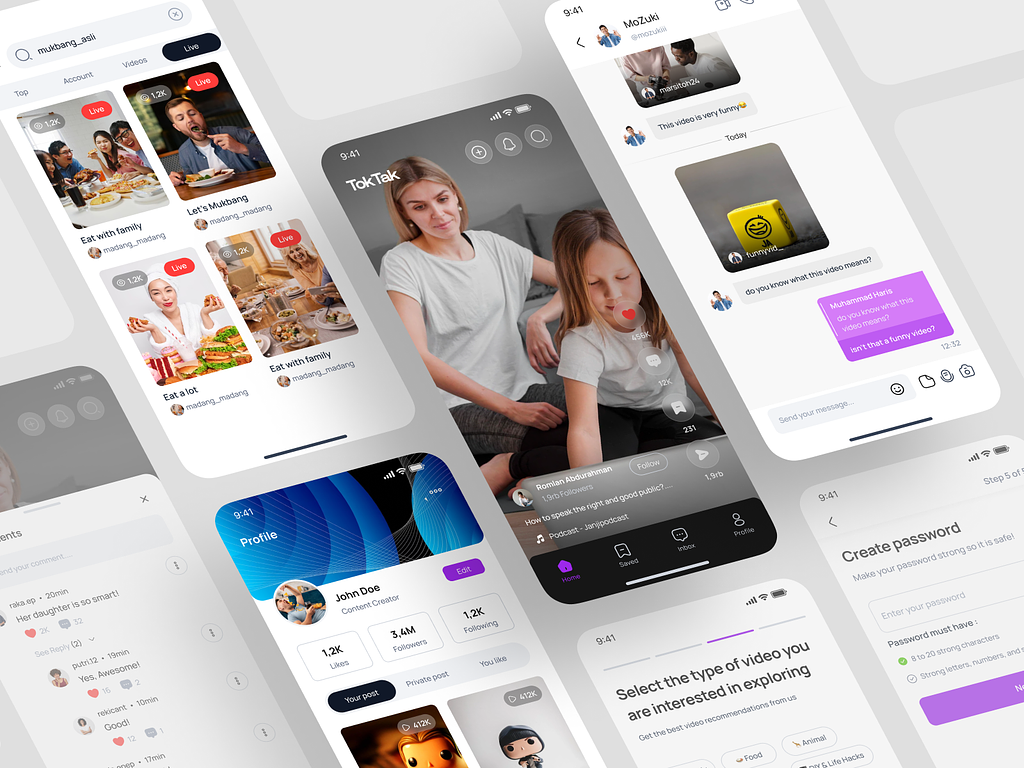 mukbang_asli
Top
Account
Videos
Live
1,2K
Live
1,2K
Live
Eat with family
madang_madang
Let's Mukbang
madang_madang
1,2K
Live
1,2K
Live
Eat a lot
madang_madang
Eat with family
madang_madang
9:41
TokTak
456K
12K
231
1,9rb
Romlan Abdurahman
1,9rb Followers
Follow
How to speak the right and good public?....
Podcast - Janjipodcast
Home
Saved
Inbox
Profile
9:41
MoZuki
@mozukiii
marsitoh24
This video is very funny😂
Today
JA
funnyvid_
do you know what this video means?
Muhammad Haris
do you know what this
video means?
isn't that a funny video?
12:32
Send your message...
raka.ep • 20min
Her daughter is so smart!
2K
32
See Reply (2)
putri.12 • 19min
Yes, Awesome!
16
2
rekicant • 10min
Good!
12
1
17min
9:41
Profile
John Doe
Content Creator
Edit
1,2K
Likes
3,4M
Followers
1,2K
Following
Your post
Private post
You like
412K
412K
9:41
Select the type of video you
are interested in exploring
Get the best video recommendations from us
Food
Animal
DIY & Life Hacks
9:41
Step 5 of
Create password
Make your password strong so it is safe!
Enter your password
Password must have :
8 to 20 strong characters
Strong letters, numbers, and